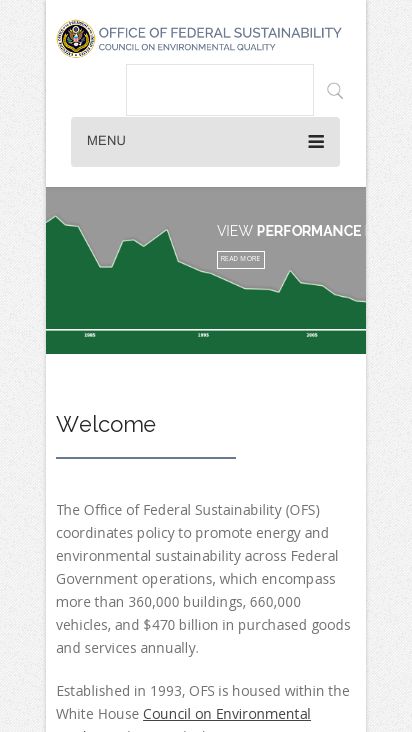 OFFICE OF FEDERAL SUSTAINABILITY
COUNCIL ON ENVIRONMENTAL QUALITY
MENU
VIEW PERFORMANCE
READ MORE
1985 1995 2005
Welcome
The Office of Federal Sustainability (OFS)
coordinates policy to promote energy and
environmental sustainability across Federal
Government operations, which encompass
more than 360,000 buildings, 660,000
vehicles, and $470 billion in purchased goods
and services annually.
Established in 1993, OFS is housed within the
White House Council on Environmental